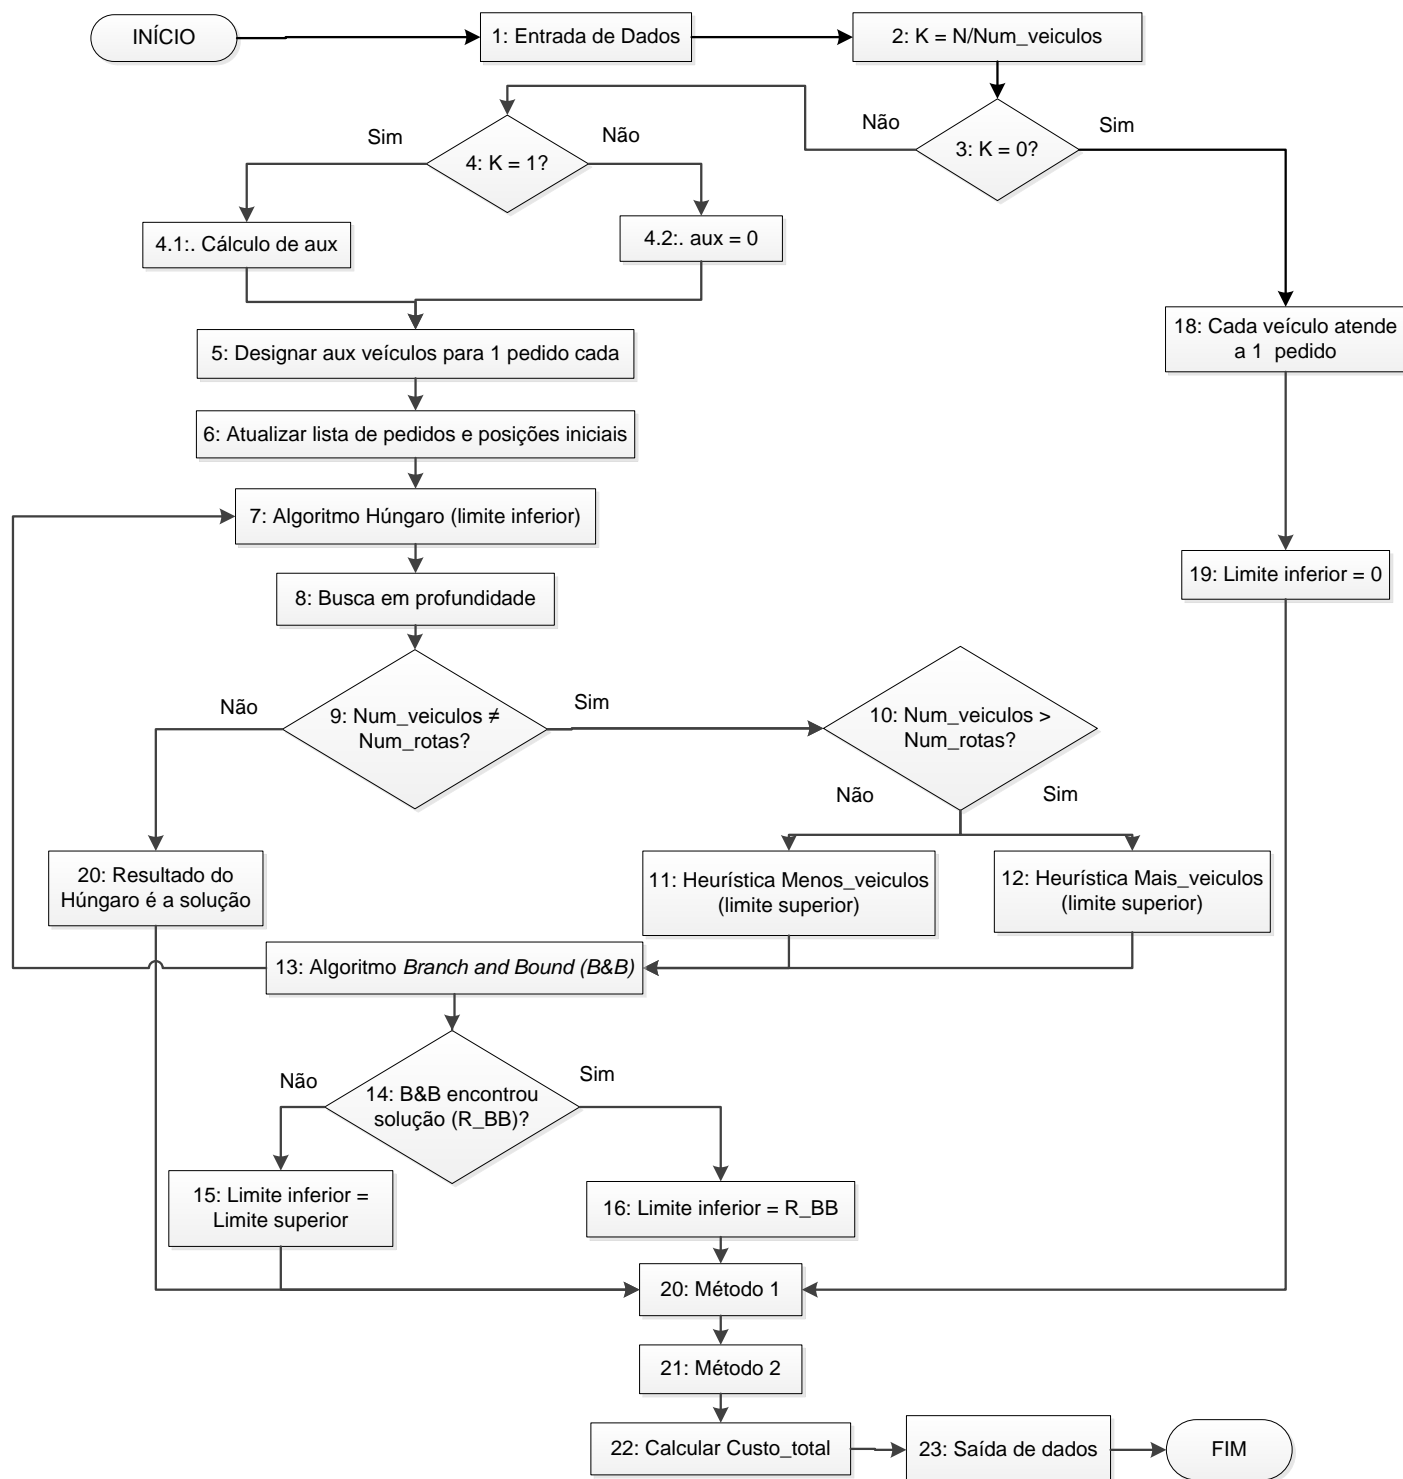 INÍCIO
1: Entrada de Dados
2: K = N/Num_veiculos
Sim
Não
Não
Sim
4: K = 1?
3: K = 0?
4.1:. Cálculo de aux
4.2:. aux = 0
5: Designar aux veículos para 1 pedido cada
18: Cada veículo atende
a 1 pedido
6: Atualizar lista de pedidos e posições iniciais
7: Algoritmo Húngaro (limite inferior)
8: Busca em profundidade
19: Limite inferior = 0
Não
Sim
9: Num_veiculos ≠
Num_rotas?
10: Num_veiculos >
Num_rotas?
Não
Sim
20: Resultado do
Húngaro é a solução
11: Heurística Menos_veiculos
(limite superior)
12: Heurística Mais_veiculos
(limite superior)
13: Algoritmo Branch and Bound (B&B)
Não
Sim
14: B&B encontrou
solução (R_BB)?
15: Limite inferior =
Limite superior
16: Limite inferior = R_BB
20: Método 1
21: Método 2
22: Calcular Custo_total
23: Saída de dados
FIM